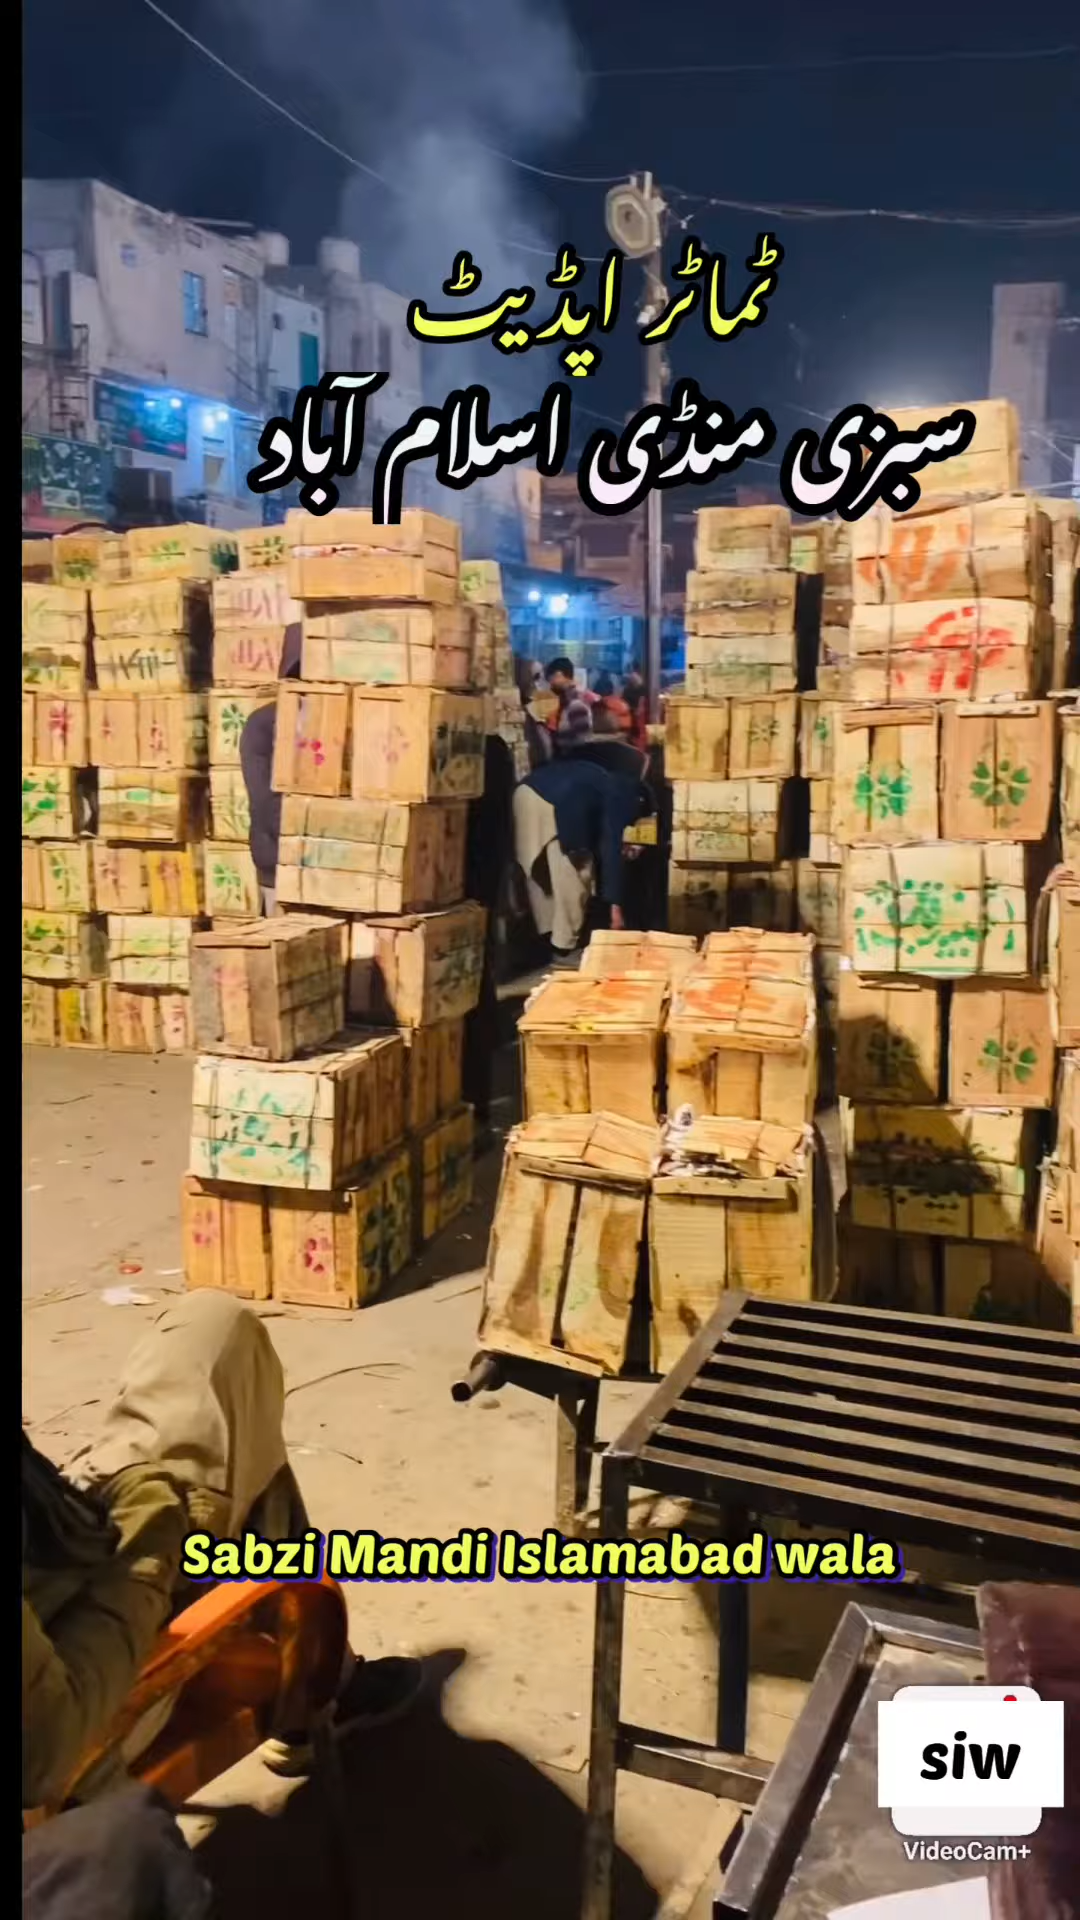 ٹماٹر اپڈیٹ
سبزی منڈی اسلام آباد
Sabzi Mandi Islamabad wala
siw
VideoCam+